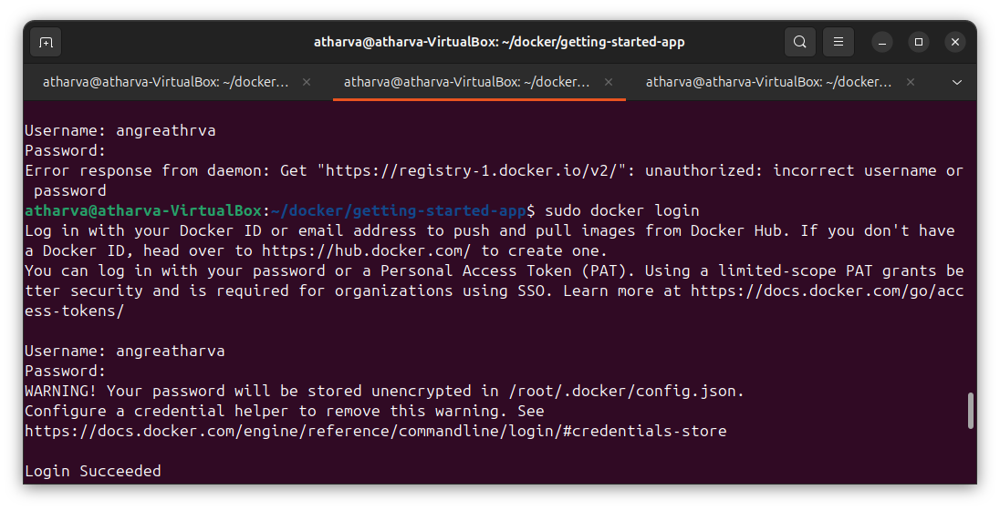 atharva@atharva-VirtualBox: ~/docker/getting-started-app
atharva@atharva-VirtualBox: ~/docker/... atharva@atharva-VirtualBox: ~/docker/... atharva@atharva-VirtualBox: ~/docker/...
Username: angreathrva
Password:
Error response from daemon: Get "https://registry-1.docker.io/v2/": unauthorized: incorrect username or
password
atharva@atharva-VirtualBox:~/docker/getting-started-app$ sudo docker login
Log in with your Docker ID or email address to push and pull images from Docker Hub. If you don't have
a Docker ID, head over to https://hub.docker.com/ to create one.
You can log in with your password or a Personal Access Token (PAT). Using a limited-scope PAT grants be
tter security and is required for organizations using SSO. Learn more at https://docs.docker.com/go/acc
ess-tokens/
Username: angreatharva
Password:
WARNING! Your password will be stored unencrypted in /root/.docker/config.json.
Configure a credential helper to remove this warning. See
https://docs.docker.com/engine/reference/commandline/login/#credentials-store
Login Succeeded